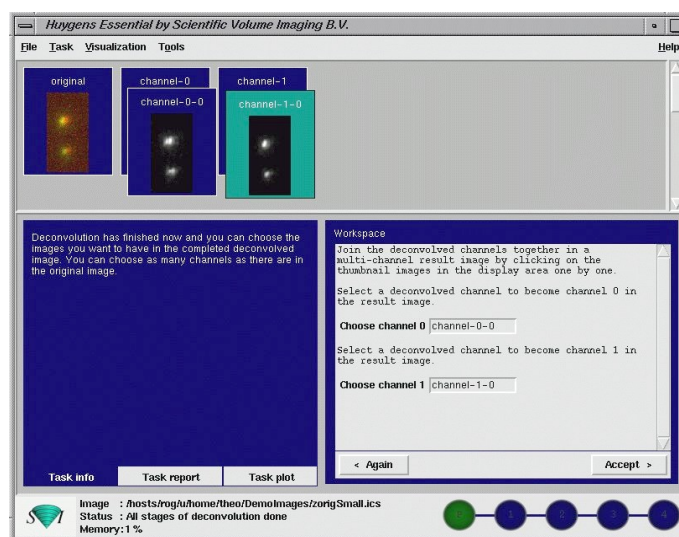 Huygens Essential by Scientific Volume Imaging B.V.
File Task Visualization Tools Help
original channel-0 channel-1
channel-0-0 channel-1-0
Deconvolution has finished now and you can choose the
images you want to have in the completed deconvolved
image. You can choose as many channels as there are in
the original image.
Task info Task report Task plot
Workspace
Join the deconvolved channels together in a
multi-channel result image by clicking on the
thumbnail images in the display area one by one.
Select a deconvolved channel to become channel 0 in
the result image.
Choose channel 0 channel-0-0
Select a deconvolved channel to become channel 1 in
the result image.
Choose channel 1 channel-1-0
< Again Accept >
SVI
Image : /hosts/rog/u/home/theo/DemoImages/zorigSmall.ics
Status : All stages of deconvolution done
Memory: 1 %
1 2 3 4